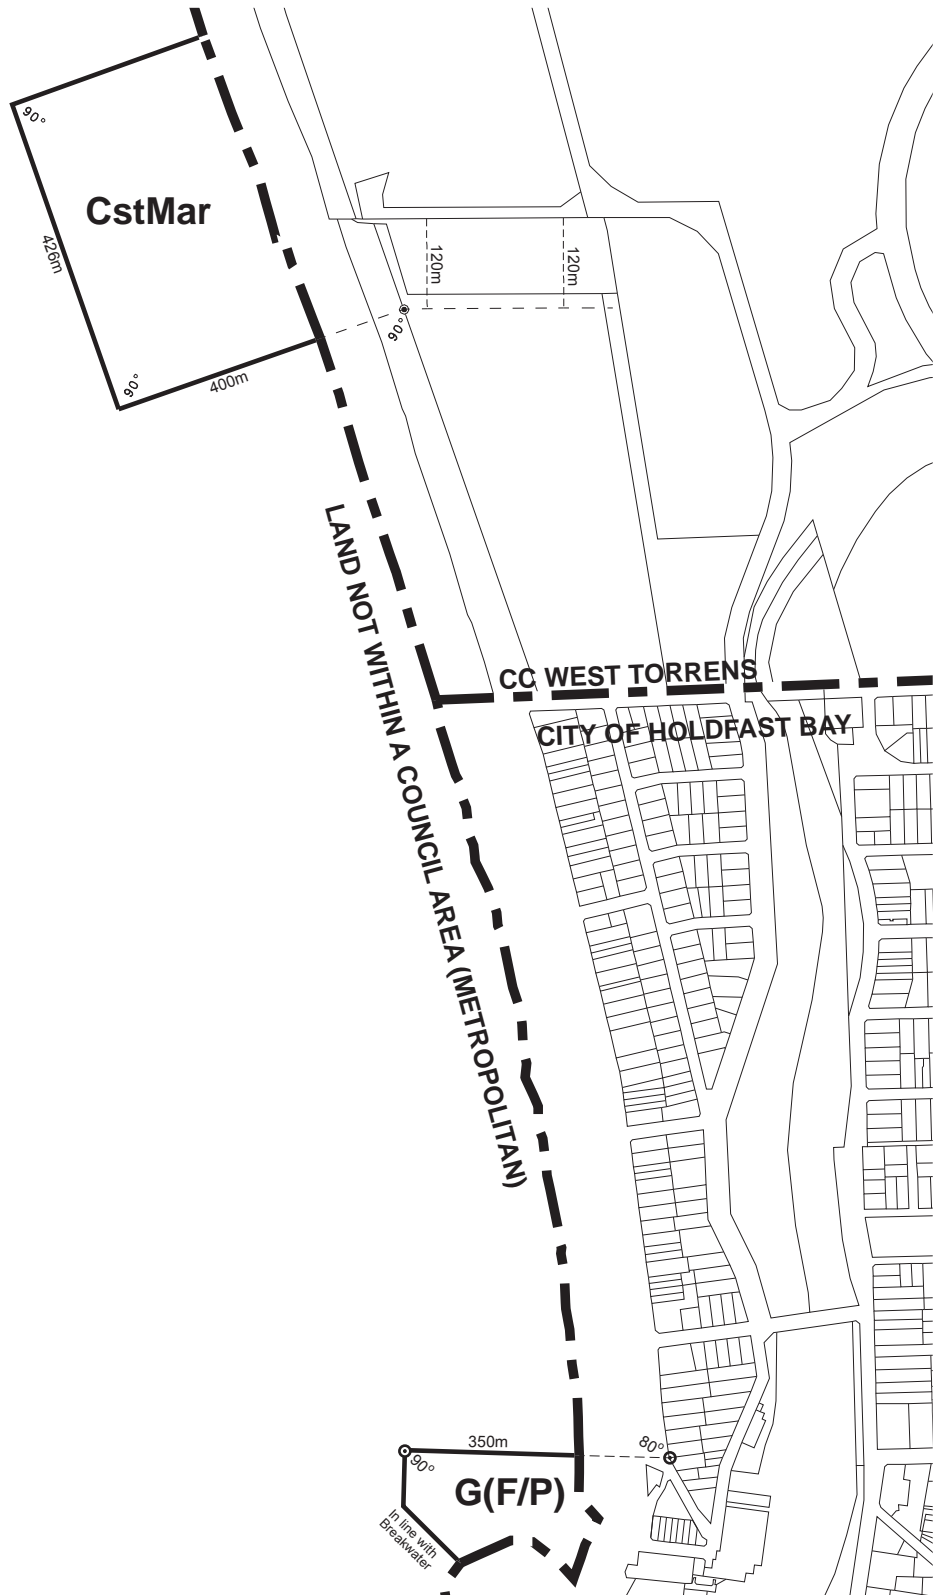 90°
CstMar
426m
120m
120m
90°
90°
400m
LAND NOT WITHIN A COUNCIL AREA (METROPOLITAN)
CC WEST TORRENS
CITY OF HOLDFAST BAY
350m
80°
90°
G(F/P)
In line with
Breakwater